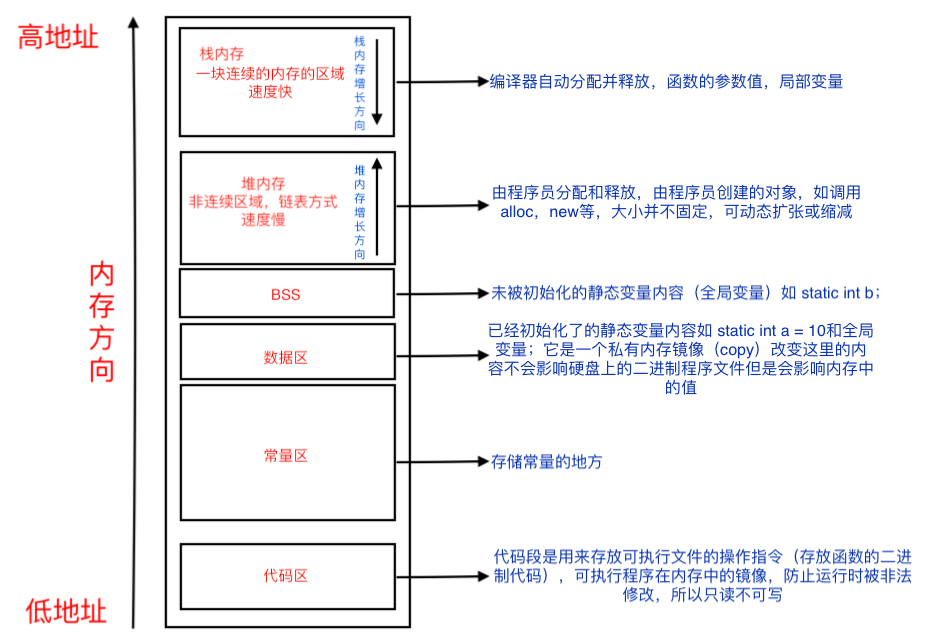 高地址
栈内存
一块连续的内存的区域
速度快
栈内存增长方向
编译器自动分配并释放，函数的参数值，局部变量
堆内存
非连续区域，链表方式
速度慢
堆内存增长方向
由程序员分配和释放，由程序员创建的对象，如调用
alloc，new等，大小并不固定，可动态扩张或缩减
内存方向
BSS
未被初始化的静态变量内容（全局变量）如 static int b；
数据区
已经初始化了的静态变量内容如 static int a = 10和全局
变量；它是一个私有内存镜像（copy）改变这里的内
容不会影响硬盘上的二进制程序文件但是会影响内存中
的值
常量区
存储常量的地方
代码区
代码段是用来存放可执行文件的操作指令（存放函数的二进
制代码），可执行程序在内存中的镜像，防止运行时被非法
修改，所以只读不可写
低地址